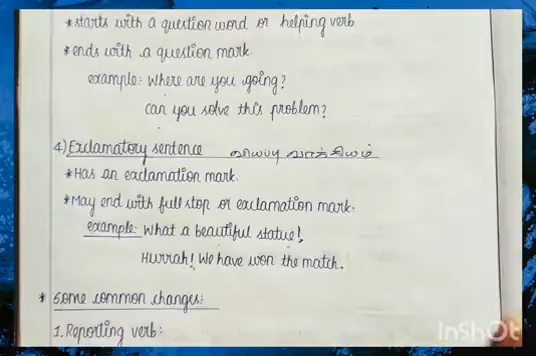 *starts with a question word or helping verb
*ends with a question mark
example: Where are you going?
Can you solve this problem?
4) Exclamatory sentence வியப்பு வாக்கியம்
*Has an exclamation mark.
*May end with full stop or exclamation mark.
example: What a beautiful statue!
Hurrah! We have won the match.
* Some common changes:
1. Reporting verb:
InShOt